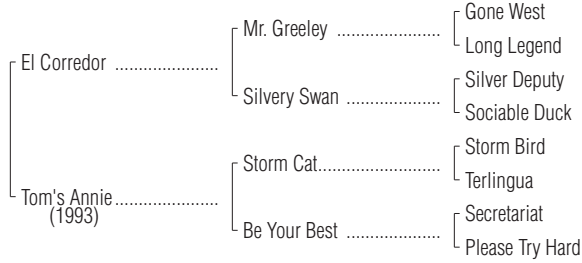 Gone West
Mr. Greeley ....................
Long Legend
El Corredor ....................
Silver Deputy
Silvery Swan ..................
Sociable Duck
Storm Bird
Storm Cat.......................
Terlingua
Tom's Annie....................
(1993)
Secretariat
Be Your Best ..................
Please Try Hard